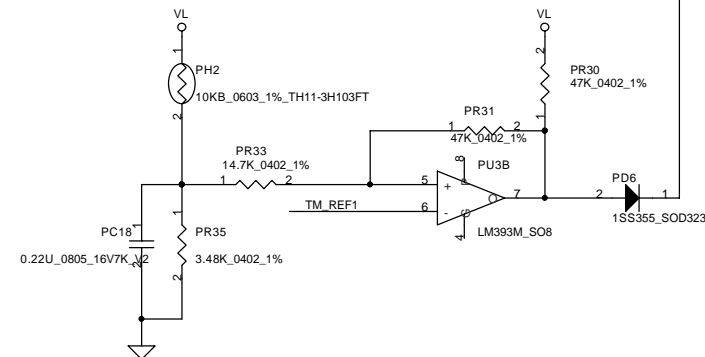 VL
VL
1
2
PH2
10KB_0603_1%_TH11-3H103FT
2
1
PR30
47K_0402_1%
PR31
1
2
47K_0402_1%
PR33
14.7K_0402_1%
8
PU3B
1
2
5
+
P
O
7
PD6
2
1
TM_REF1
6
-
G
1SS355_SOD323
1
1
PC18
PR35
4
LM393M_SO8
0.22U_0805_16V7K_V2
2
3.48K_0402_1%
2